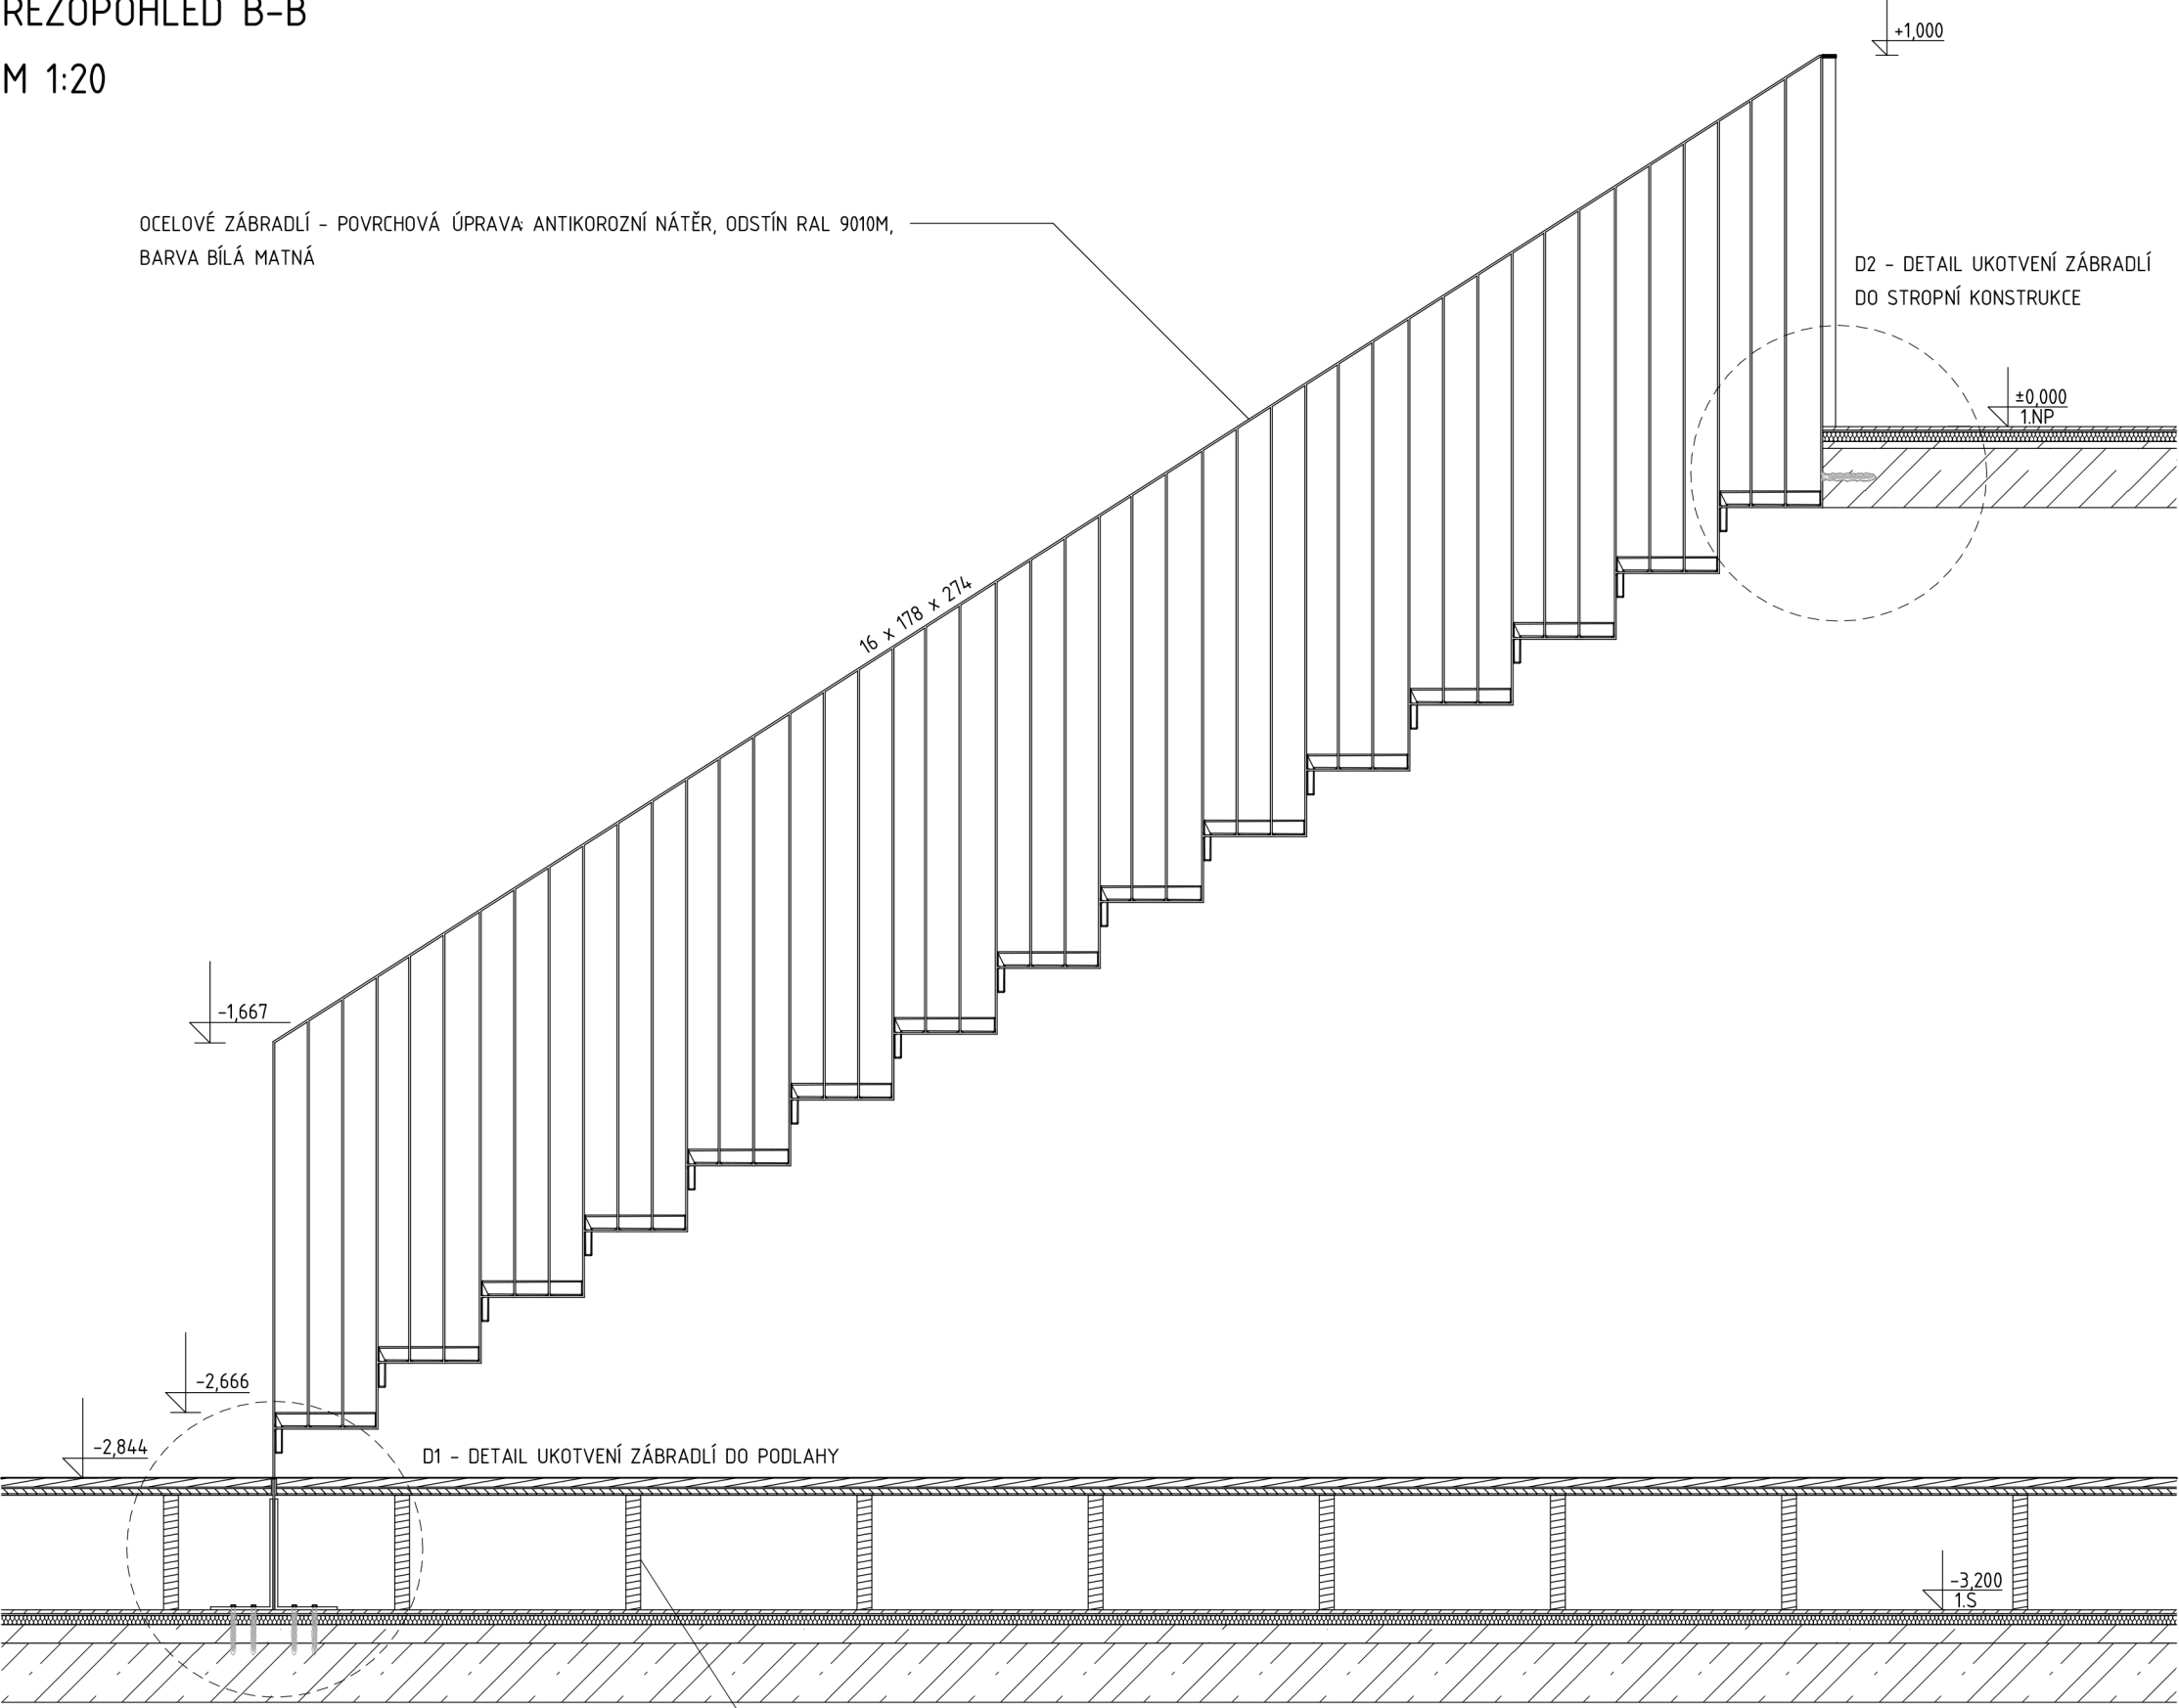 ŘEZOPOHLED B-B
M 1:20
+1,000
OCELOVÉ ZÁBRADLÍ - POVRCHOVÁ ÚPRAVA: ANTIKOROZNÍ NÁTĚR, ODSTÍN RAL 9010M,
BARVA BÍLÁ MATNÁ
D2 - DETAIL UKOTVENÍ ZÁBRADLÍ
DO STROPNÍ KONSTRUKCE
±0,000
1.NP
16 x 178 x 274
-1,667
-2,666
-2,844
D1 - DETAIL UKOTVENÍ ZÁBRADLÍ DO PODLAHY
-3,200
1.S